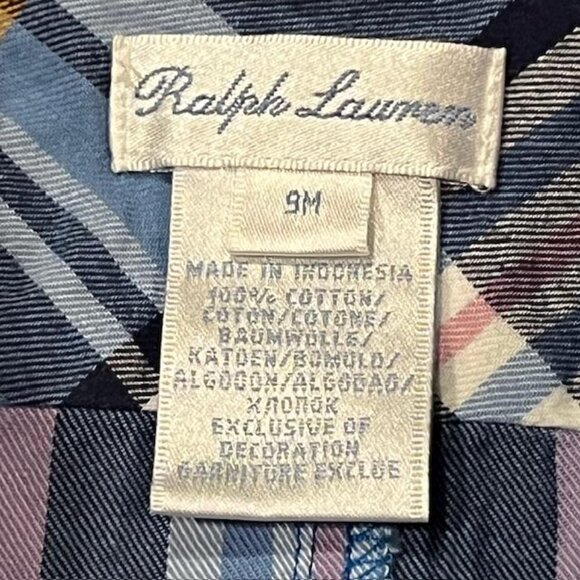 Ralph Lauren
9M
MADE IN INDONESIA
100% COTTON/
COTON/COTONE/
BAUMWOLLE/
KATOEN/BOMULD/
ALGODON/ALGODAO/
ХЛОПОК
EXCLUSIVE OF
DECORATION
GARNITURE EXCLUE